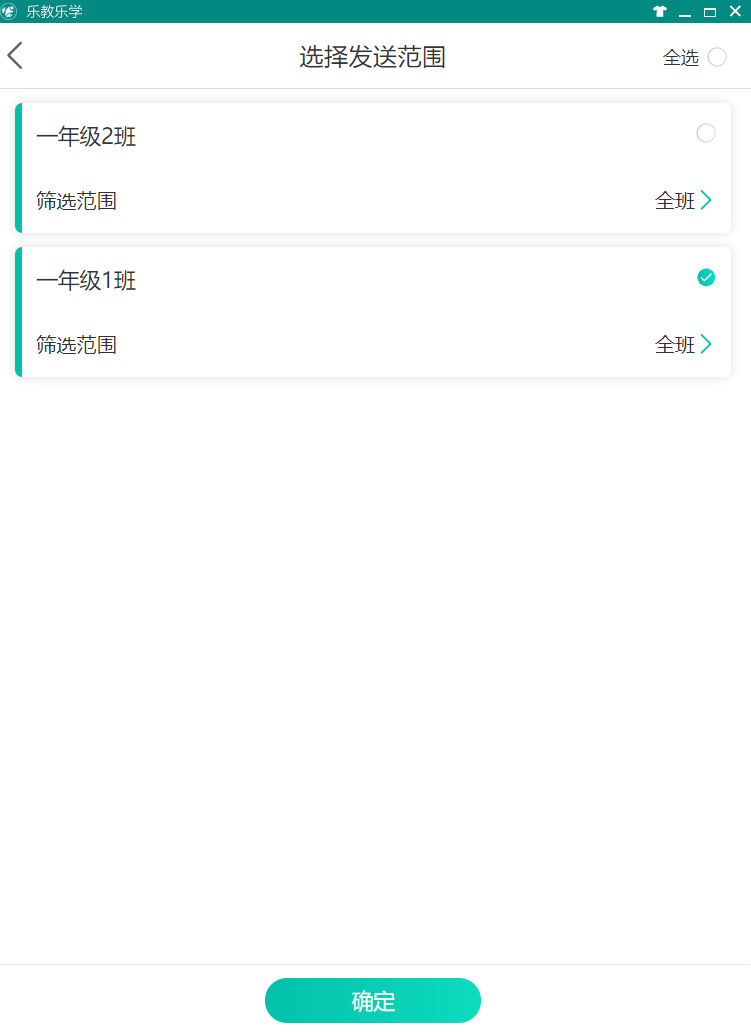 乐教乐学
选择发送范围
全选
一年级2班
筛选范围 全班
一年级1班
筛选范围 全班
确定